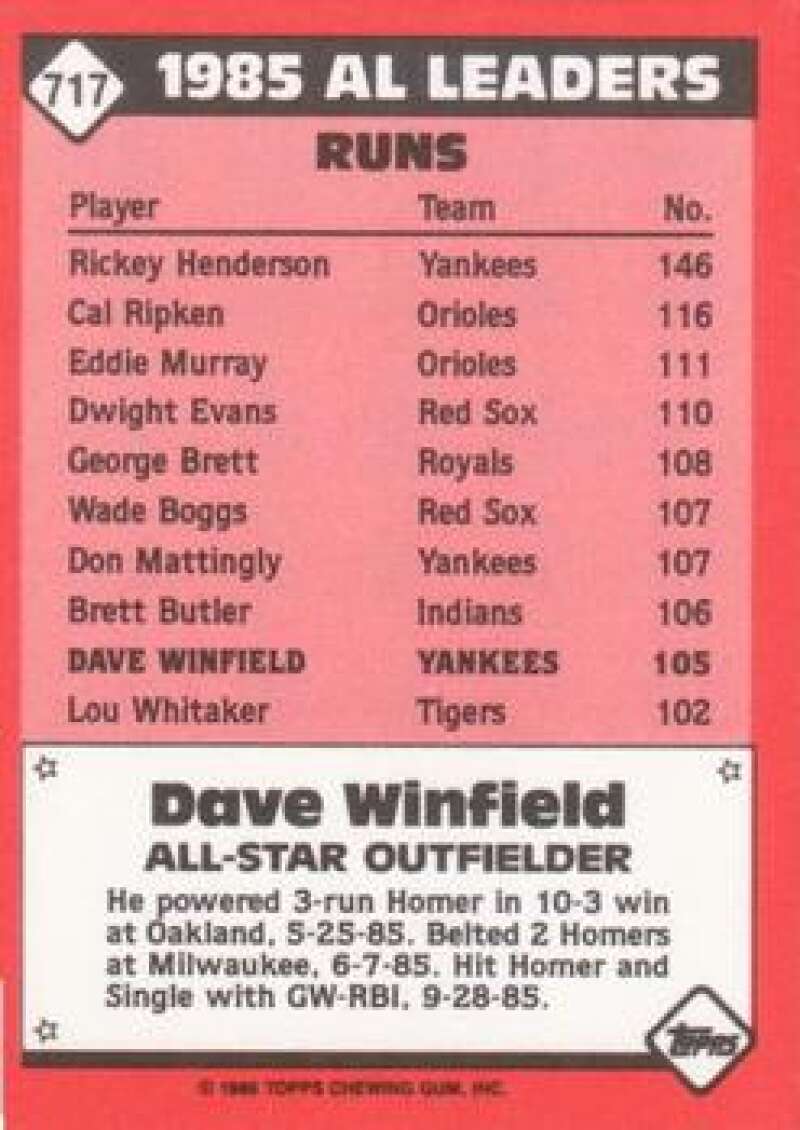 717 1985 AL LEADERS
RUNS
Player Team No.
Rickey Henderson Yankees 146
Cal Ripken Orioles 116
Eddie Murray Orioles 111
Dwight Evans Red Sox 110
George Brett Royals 108
Wade Boggs Red Sox 107
Don Mattingly Yankees 107
Brett Butler Indians 106
DAVE WINFIELD YANKEES 105
Lou Whitaker Tigers 102
Dave Winfield
ALL-STAR OUTFIELDER
He powered 3-run Homer in 10-3 win
at Oakland, 5-25-85. Belted 2 Homers
at Milwaukee, 6-7-85. Hit Homer and
Single with GW-RBI, 9-28-85.
TOPPS
© 1986 TOPPS CHEWING GUM, INC.